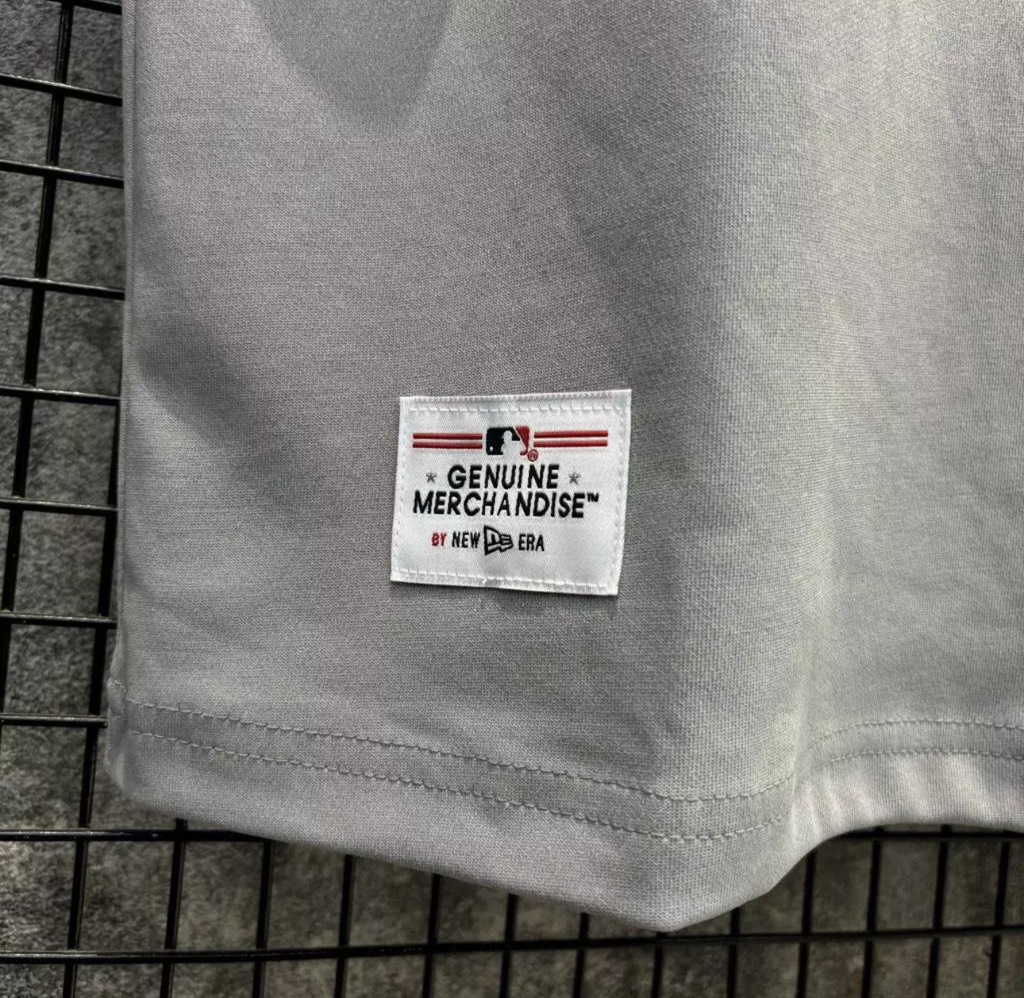 GENUINE
MERCHANDISE™
BY NEW ERA